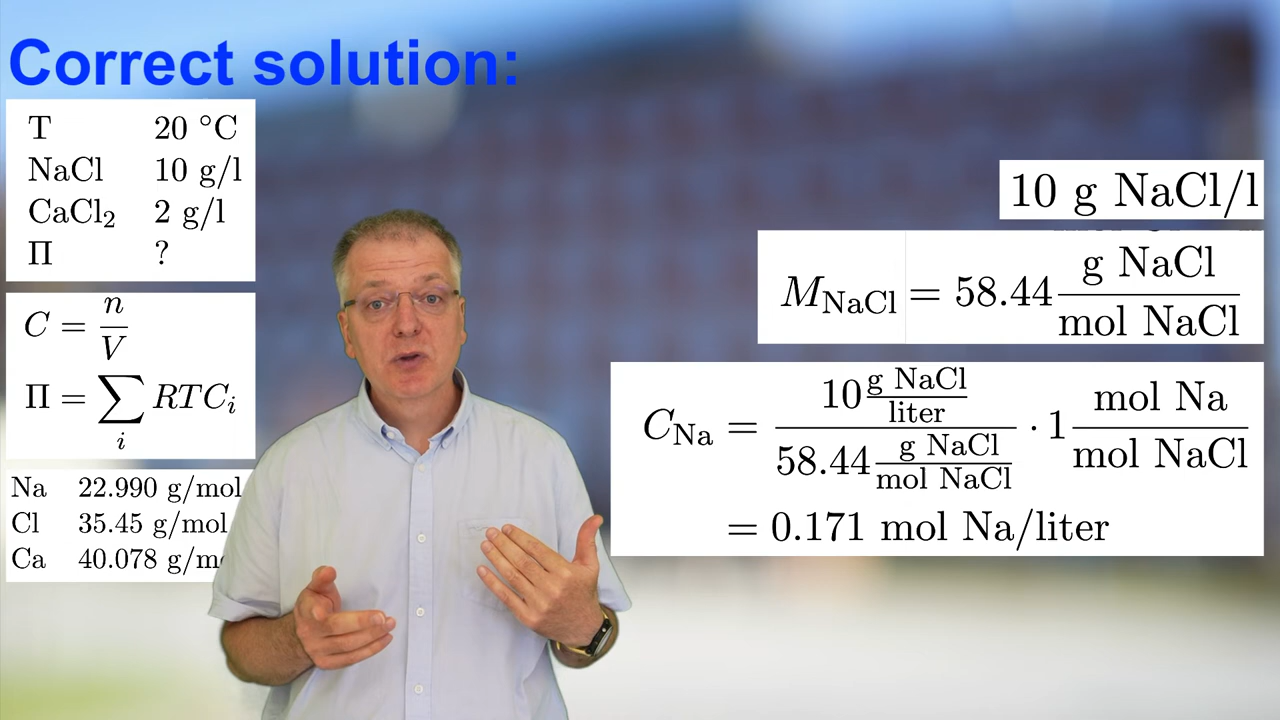 Correct solution:
T 20 °C
NaCl 10 g/l
CaCl₂ 2 g/l
Π ?
C = n/V
Π = ∑ᵢ RTCᵢ
Na 22.990 g/mol
Cl 35.45 g/mol
Ca 40.078 g/m
10 g NaCl/l
M_NaCl = 58.44 g NaCl/mol NaCl
C_Na = (10 g NaCl/liter)/(58.44 g NaCl/mol NaCl) · 1 mol Na/mol NaCl
= 0.171 mol Na/liter